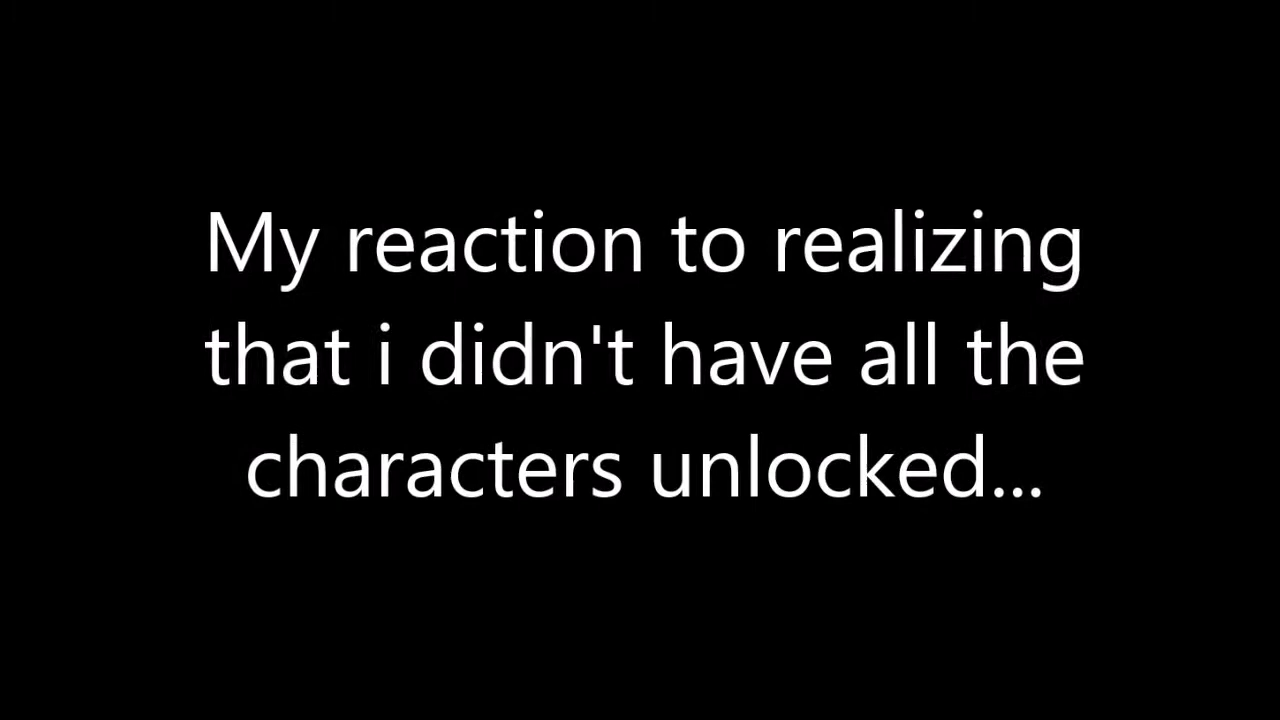 My reaction to realizing
that i didn't have all the
characters unlocked...